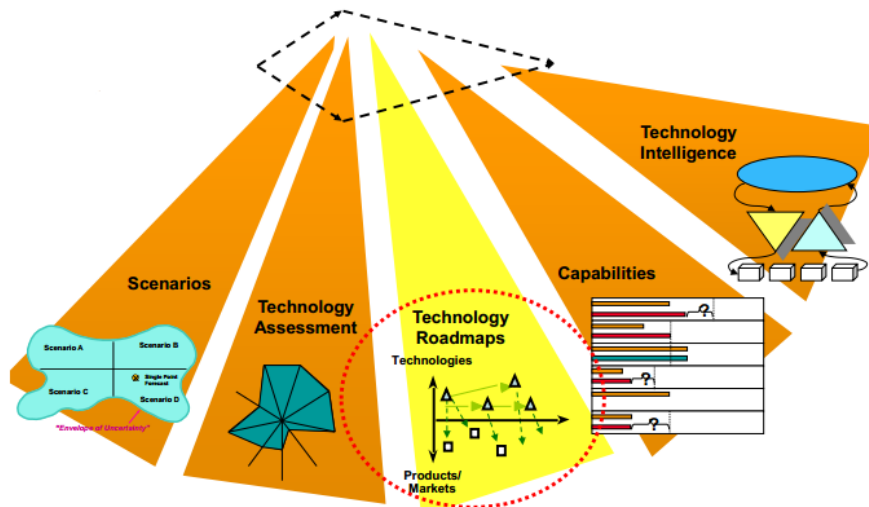 Technology
Intelligence
Scenarios
Technology
Assessment
Technology
Roadmaps
Capabilities
Scenario A
Scenario B
Scenario C
Single Point
Forecast
Scenario D
"Envelope of Uncertainty"
Technologies
Products/
Markets
?
?
?